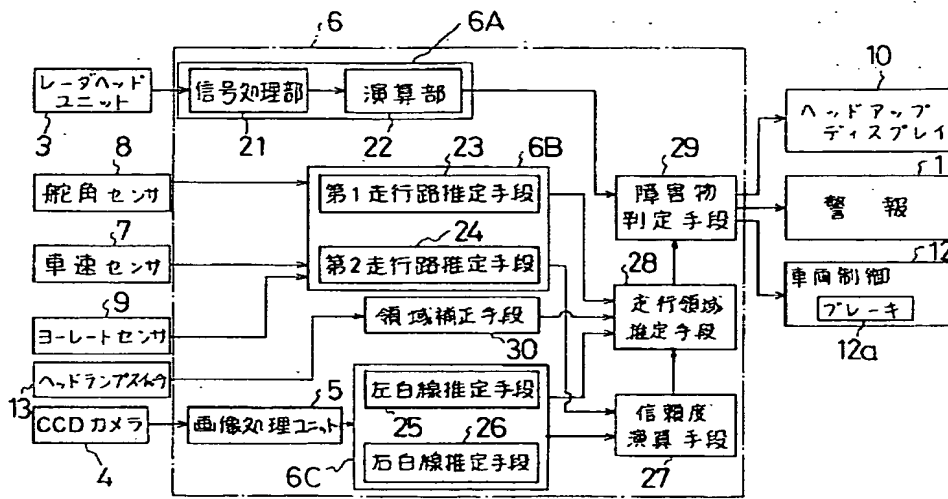 6
6A
レーダヘッド
ユニット
3
信号処理部
21
演算部
22
8
舵角センサ
7
車速センサ
9
ヨーレートセンサ
ヘッドランプスイッチ
13
CCDカメラ
4
23
6B
第1走行路推定手段
24
第2走行路推定手段
領域補正手段
30
5
画像処理ユニット
6C
左白線推定手段
25
26
右白線推定手段
29
障害物
判定手段
28
走行領域
推定手段
信頼度
演算手段
27
10
ヘッドアップ
ディスプレイ
1
警報
12
車両制御
ブレーキ
12a